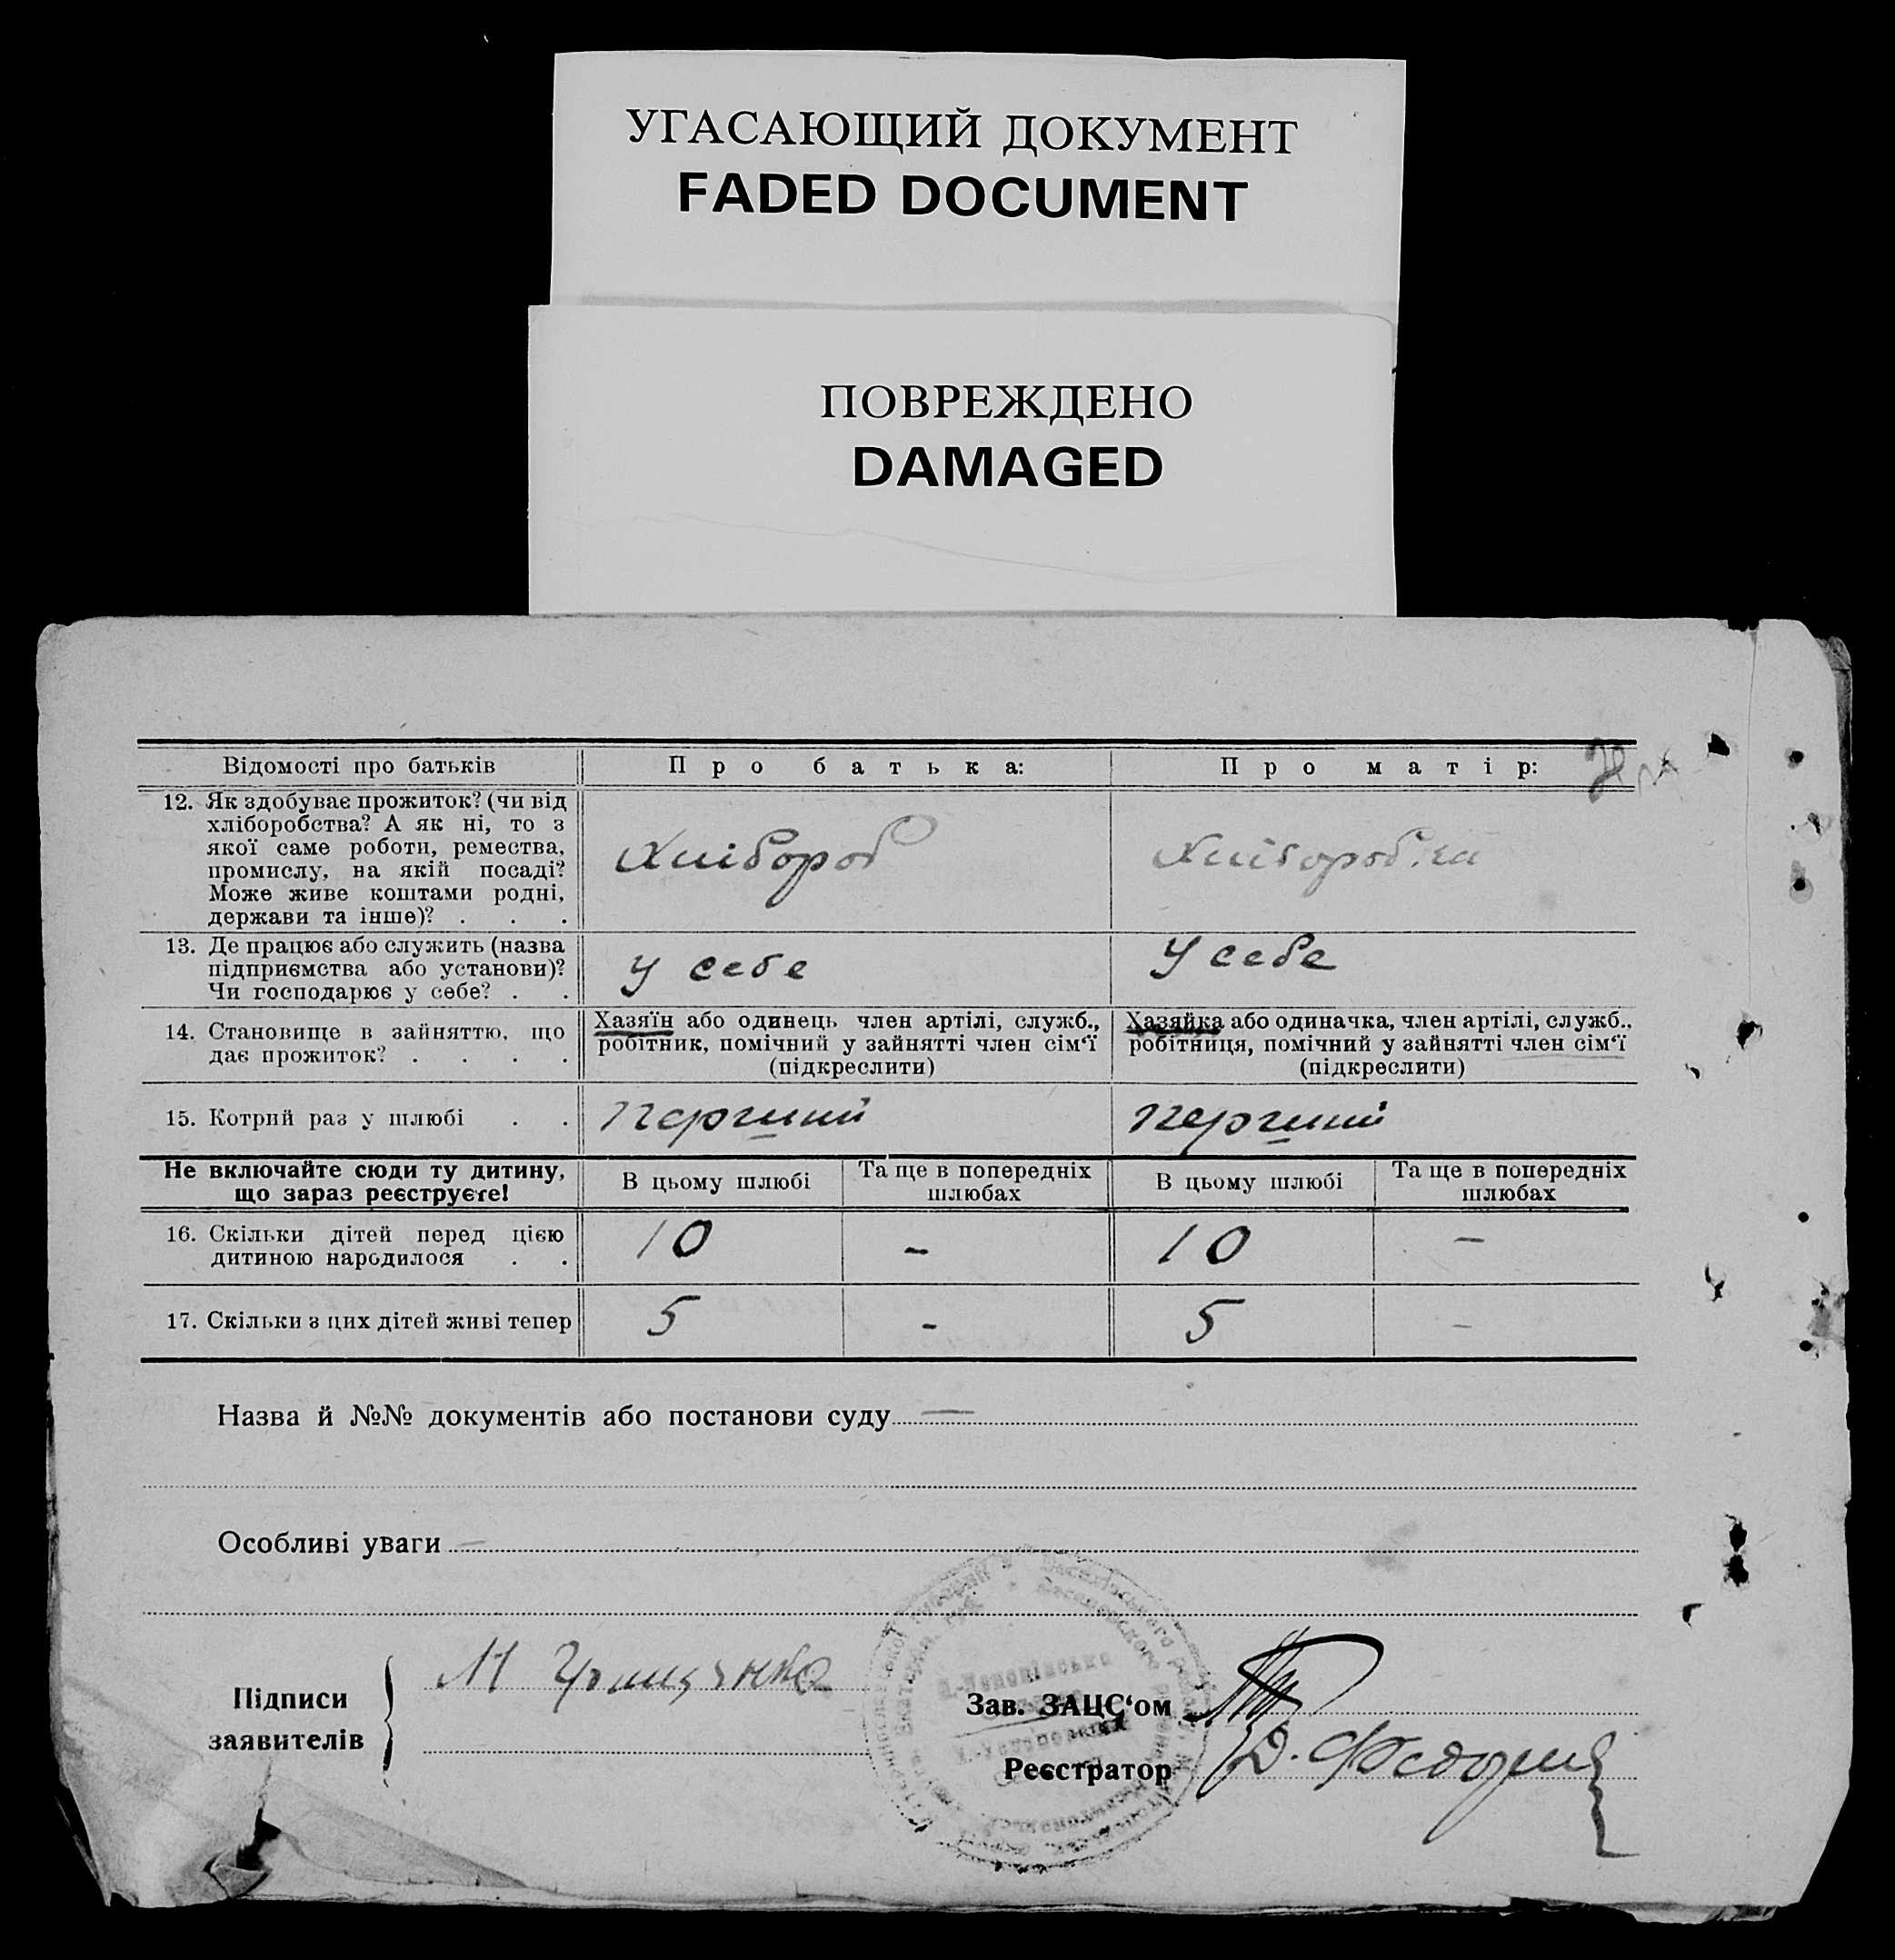 УГАСАЮЩИЙ ДОКУМЕНТ
FADED DOCUMENT
ПОВРЕЖДЕНО
DAMAGED
Відомості про батьків
Про батька:
Про матір:
12. Як здобуває прожиток? (чи від
хліборобства? А як ні, то з
якої саме роботи, ремества,
промислу, на якій посаді?
Може живе коштами родні,
держави та інше)? . . .
Хлібороб
Хлібороб.ка
13. Де працює або служить (назва
підприємства або установи)?
Чи господарює у себе? . .
У себе
У себе
14. Становище в зайняттю, що
дає прожиток? . . . .
Хазяїн або одинець член артілі, служб.,
робітник, помічний у зайнятті член сім'ї
(підкреслити)
Хазяйка або одиначка, член артілі, служб.,
робітниця, помічний у зайнятті член сім'ї
(підкреслити)
15. Котрий раз у шлюбі . .
Перший
Перший
Не включайте сюди ту дитину,
що зараз реєструєте!
В цьому шлюбі
Та ще в попередніх
шлюбах
В цьому шлюбі
Та ще в попередніх
шлюбах
16. Скільки дітей перед цією
дитиною народилося . .
10
-
10
-
17. Скільки з цих дітей живі тепер
5
-
5
-
Назва й №№ документів або постанови суду —
Особливі уваги —
Підписи
заявителів
М
Зав. ЗАЦС'ом
Реєстратор
Д.